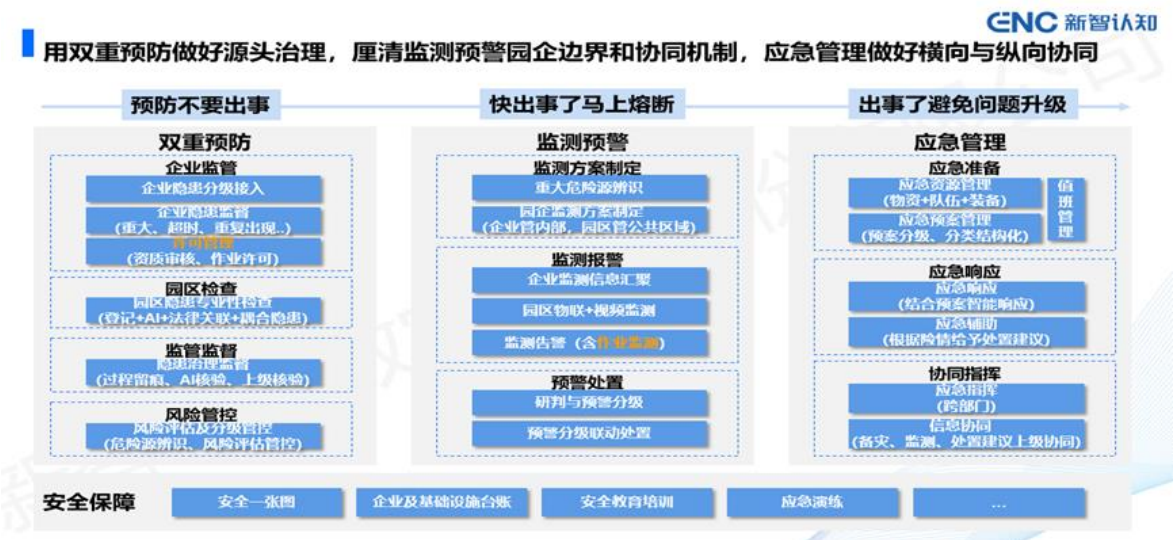 ENC 新智认知
用双重预防做好源头治理，厘清监测预警园企边界和协同机制，应急管理做好横向与纵向协同
预防不要出事
快出事了马上熔断
出事了避免问题升级
双重预防
企业监管
企业隐患分级接入
企业隐患监督
(重大、超时、重复出现..)
许可管理
(资质审核、作业许可)
园区检查
园区隐患专业性检查
(登记+AI+法律关联+耦合隐患)
监管监督
隐患治理监督
(过程留痕、AI核验、上级核验)
风险管控
风险评估及分级管控
(危险源辨识、风险评估管控)
监测预警
监测方案制定
重大危险源辨识
园企监测方案制定
(企业管内部，园区管公共区域)
监测报警
企业监测信息汇聚
园区物联+视频监测
监测告警（含作业监测)
预警处置
研判与预警分级
预警分级联动处置
应急管理
应急准备
应急资源管理
(物资+队伍+装备)
应急预案管理
(预案分级、分类结构化)
值班管理
应急响应
应急响应
(结合预案智能响应)
应急辅助
(根据险情给予处置建议)
协同指挥
应急指挥
(跨部门)
信息协同
(备灾、监测、处置建议上级协同)
安全保障
安全一张图
企业及基础设施台账
安全教育培训
应急演练
...